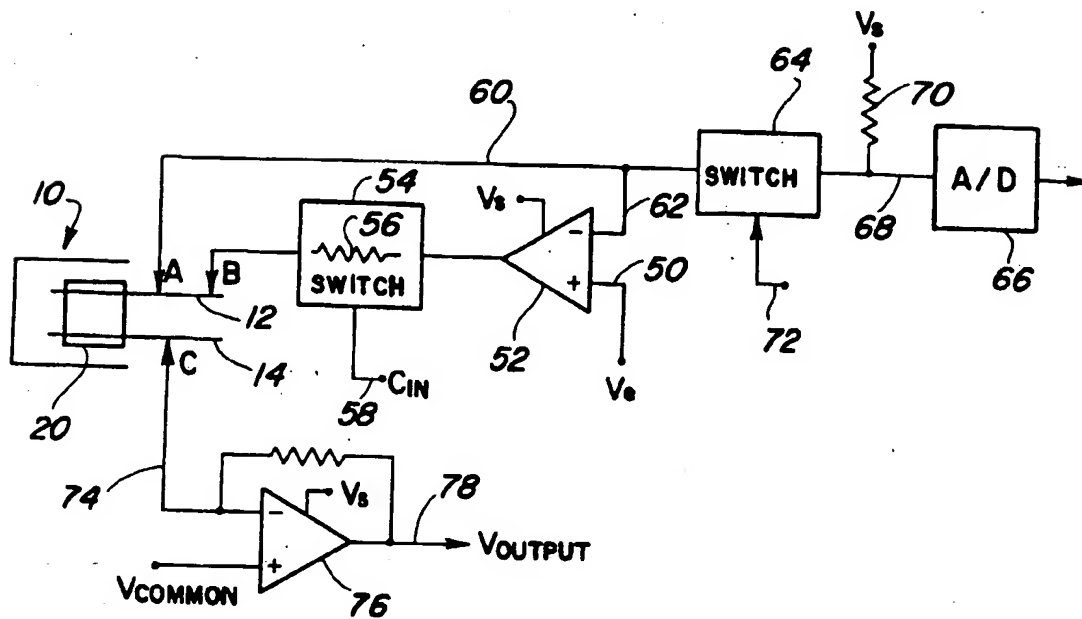 Vs
64
70
60
54
SWITCH
A/D
10
56
Vs
62
68
66
A
B
SWITCH
-
+
50
12
52
72
C
14
58
CIN
Ve
20
74
Vs
78
-
+
VOUTPUT
VCOMMON
76